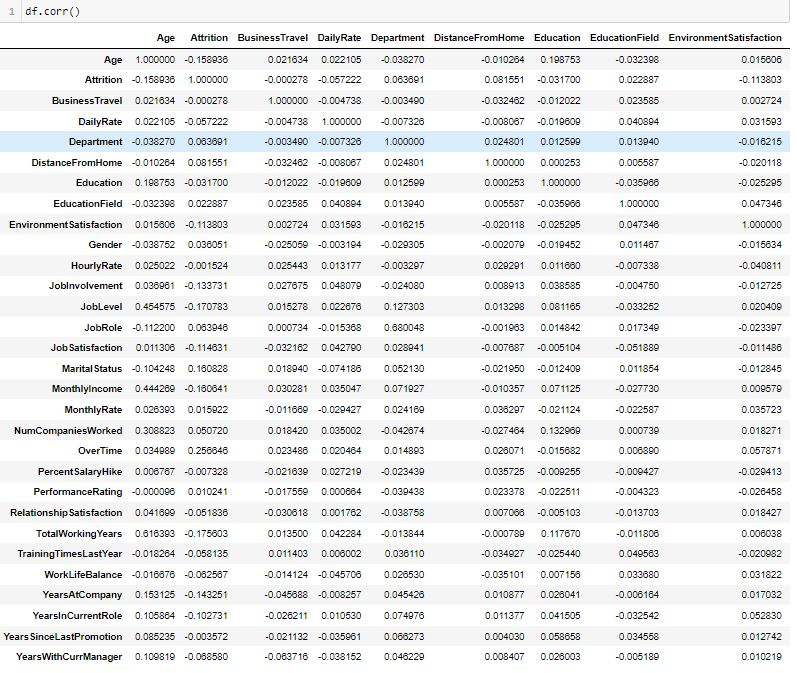 1 df.corr()
Age Attrition BusinessTravel DailyRate Department DistanceFromHome Education EducationField EnvironmentSatisfaction
Age 1.000000 -0.158936 0.021634 0.022105 -0.038270 -0.010264 0.198753 -0.032398 0.015606
Attrition -0.158936 1.000000 -0.000278 -0.057222 0.063691 0.081551 -0.031700 0.022887 -0.113803
BusinessTravel 0.021634 -0.000278 1.000000 -0.004738 -0.003490 -0.032462 -0.012022 0.023585 0.002724
DailyRate 0.022105 -0.057222 -0.004738 1.000000 -0.007326 -0.008067 -0.019609 0.040894 0.031593
Department -0.038270 0.063691 -0.003490 -0.007326 1.000000 0.024801 0.012599 0.013940 -0.016215
DistanceFromHome -0.010264 0.081551 -0.032462 -0.008067 0.024801 1.000000 0.000253 0.005587 -0.020118
Education 0.198753 -0.031700 -0.012022 -0.019609 0.012599 0.000253 1.000000 -0.035966 -0.025295
EducationField -0.032398 0.022887 0.023585 0.040894 0.013940 0.005587 -0.035966 1.000000 0.047346
EnvironmentSatisfaction 0.015606 -0.113803 0.002724 0.031593 -0.016215 -0.020118 -0.025295 0.047346 1.000000
Gender -0.038752 0.036051 -0.025059 -0.003194 -0.029305 -0.002079 -0.019452 0.011467 -0.015634
HourlyRate 0.025022 -0.001524 0.025443 0.013177 -0.003297 0.029291 0.011660 -0.007338 -0.040811
JobInvolvement 0.036961 -0.133731 0.027675 0.048079 -0.024080 0.008913 0.038585 -0.004750 -0.012725
JobLevel 0.454575 -0.170783 0.015278 0.022676 0.127303 0.013298 0.081165 -0.033252 0.020409
JobRole -0.112200 0.063946 0.000734 -0.015368 0.680048 -0.001963 0.014842 0.017349 -0.023397
JobSatisfaction 0.011306 -0.114631 -0.032162 0.042790 0.028941 -0.007687 -0.005104 -0.051889 -0.011486
MaritalStatus -0.104248 0.160828 0.018940 -0.074186 0.052130 -0.021950 -0.012409 0.011854 -0.012845
MonthlyIncome 0.444269 -0.160641 0.030281 0.035047 0.071927 -0.010357 0.071125 -0.027730 0.009579
MonthlyRate 0.026393 0.015922 -0.011669 -0.029427 0.024169 0.036297 -0.021124 -0.022587 0.035723
NumCompaniesWorked 0.308823 0.050720 0.018420 0.035002 -0.042674 -0.027464 0.132969 0.000739 0.018271
OverTime 0.034989 0.256646 0.023486 0.020464 0.014893 0.026071 -0.015682 0.006890 0.057871
PercentSalaryHike 0.006767 -0.007328 -0.021639 0.027219 -0.023439 0.035725 -0.009255 -0.009427 -0.029413
PerformanceRating -0.000096 0.010241 -0.017559 0.000664 -0.039438 0.023378 -0.022511 -0.004323 -0.026458
RelationshipSatisfaction 0.041699 -0.051836 -0.030618 0.001762 -0.038758 0.007066 -0.005103 -0.013703 0.018427
TotalWorkingYears 0.616393 -0.175603 0.013500 0.042284 -0.013844 -0.000789 0.117670 -0.011806 0.006038
TrainingTimesLastYear -0.018264 -0.058135 0.011403 0.006002 0.036110 -0.034927 -0.025440 0.049563 -0.020982
WorkLifeBalance -0.016676 -0.062567 -0.014124 -0.045706 0.026530 -0.035101 0.007156 0.033680 0.031822
YearsAtCompany 0.153125 -0.143251 -0.045688 -0.008257 0.045426 0.010877 0.026041 -0.006164 0.017032
YearsInCurrentRole 0.105864 -0.102731 -0.026211 0.010530 0.074976 0.011377 0.041505 -0.032542 0.052830
YearsSinceLastPromotion 0.085235 -0.003572 -0.021132 -0.035961 0.066273 0.004030 0.058658 0.034558 0.012742
YearsWithCurrManager 0.109819 -0.068580 -0.063716 -0.038152 0.046229 0.008407 0.026003 -0.005189 0.010219